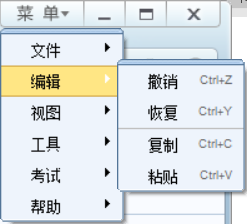 菜 单
文件
编辑
撤销 Ctrl+Z
恢复 Ctrl+Y
视图
工具
复制 Ctrl+C
考试
粘贴 Ctrl+V
帮助